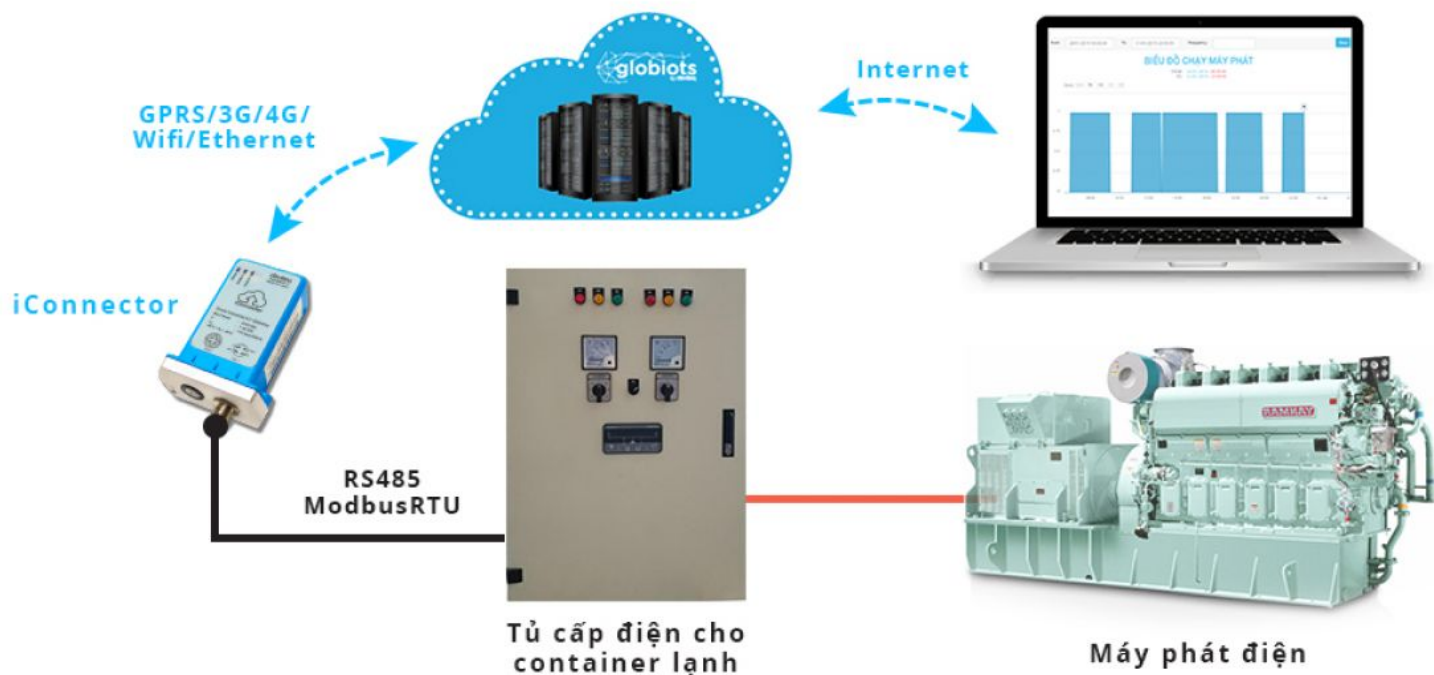 globiots
Internet
GPRS/3G/4G/
Wifi/Ethernet
BIỂU ĐỒ CHẠY MÁY PHÁT
iConnector
RS485
ModbusRTU
Tủ cấp điện cho
container lạnh
Máy phát điện